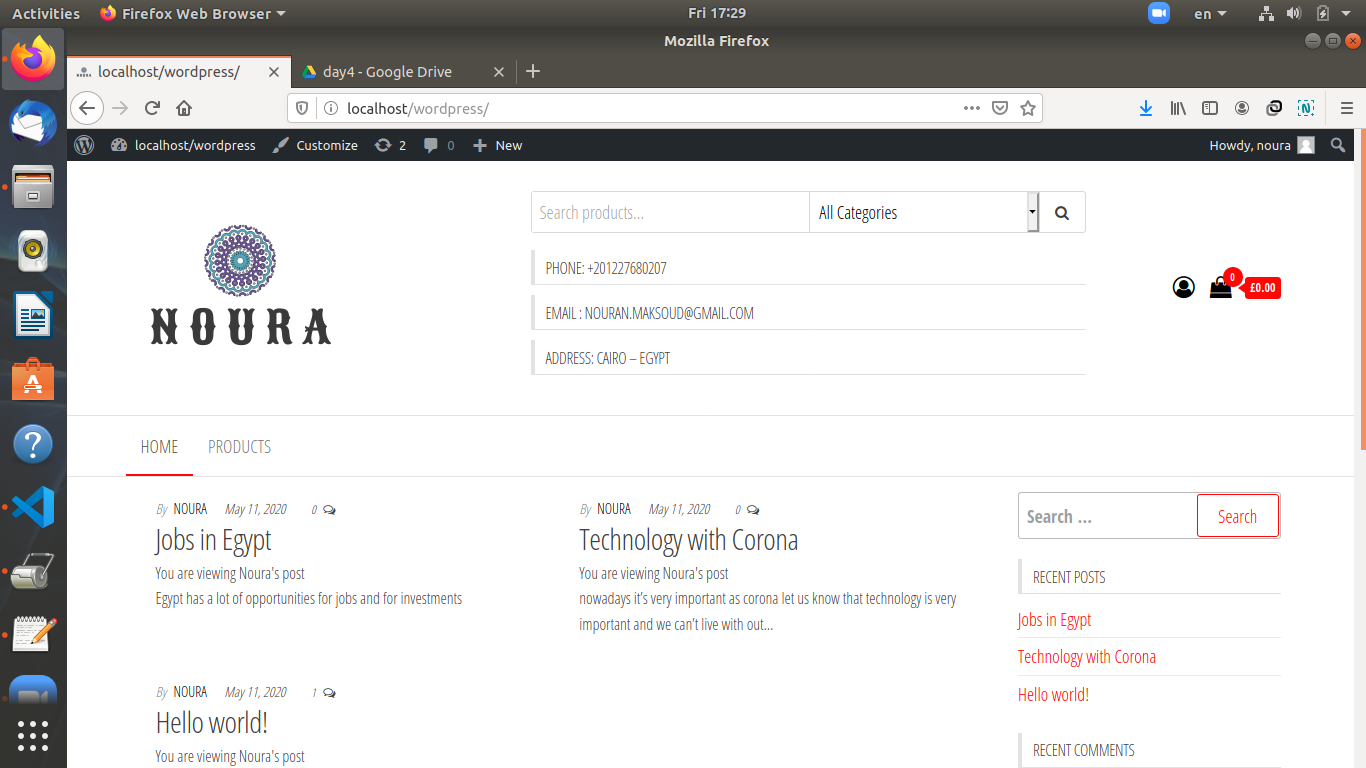 Activities Firefox Web Browser Fri 17:29 en
Mozilla Firefox
localhost/wordpress/ day4 - Google Drive
localhost/wordpress/
localhost/wordpress Customize 2 0 New Howdy, noura
Search products... All Categories
NOURA
PHONE: +201227680207
EMAIL : NOURAN.MAKSOUD@GMAIL.COM
ADDRESS: CAIRO – EGYPT
0
£0.00
HOME PRODUCTS
By NOURA May 11, 2020 0
Jobs in Egypt
You are viewing Noura's post
Egypt has a lot of opportunities for jobs and for investments
By NOURA May 11, 2020 0
Technology with Corona
You are viewing Noura's post
nowadays it’s very important as corona let us know that technology is very
important and we can’t live with out...
By NOURA May 11, 2020 1
Hello world!
You are viewing Noura's post
Search ... Search
RECENT POSTS
Jobs in Egypt
Technology with Corona
Hello world!
RECENT COMMENTS